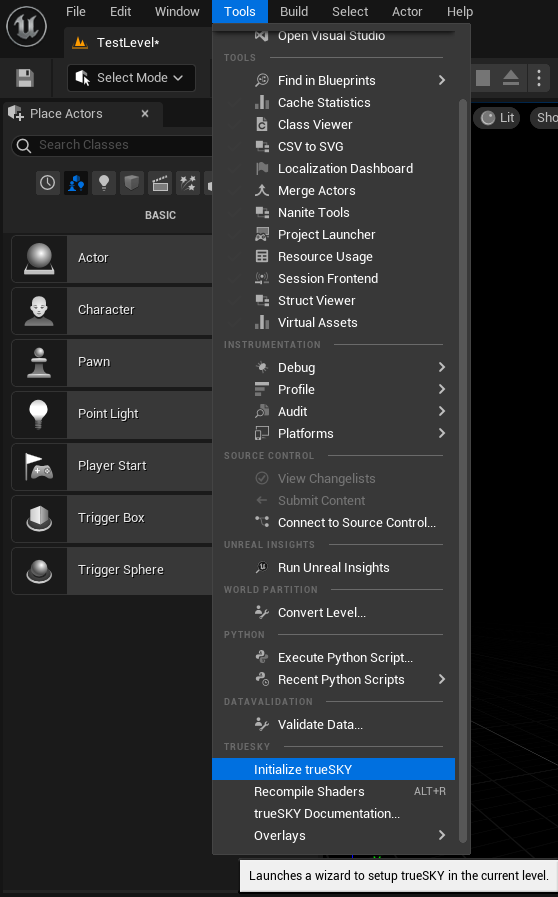 File Edit Window Tools Build Select Actor Help
TestLevel*
Select Mode
Place Actors
Search Classes
BASIC
Actor
Character
Pawn
Point Light
Player Start
Trigger Box
Trigger Sphere
Open Visual Studio
TOOLS
Find in Blueprints
Cache Statistics
Class Viewer
CSV to SVG
Localization Dashboard
Merge Actors
Nanite Tools
Project Launcher
Resource Usage
Session Frontend
Struct Viewer
Virtual Assets
INSTRUMENTATION
Debug
Profile
Audit
Platforms
SOURCE CONTROL
View Changelists
Submit Content
Connect to Source Control...
UNREAL INSIGHTS
Run Unreal Insights
WORLD PARTITION
Convert Level...
PYTHON
Execute Python Script...
Recent Python Scripts
DATAVALIDATION
Validate Data...
TRUESKY
Initialize trueSKY
Recompile Shaders ALT+R
trueSKY Documentation...
Overlays
Launches a wizard to setup trueSKY in the current level.
Lit Sho